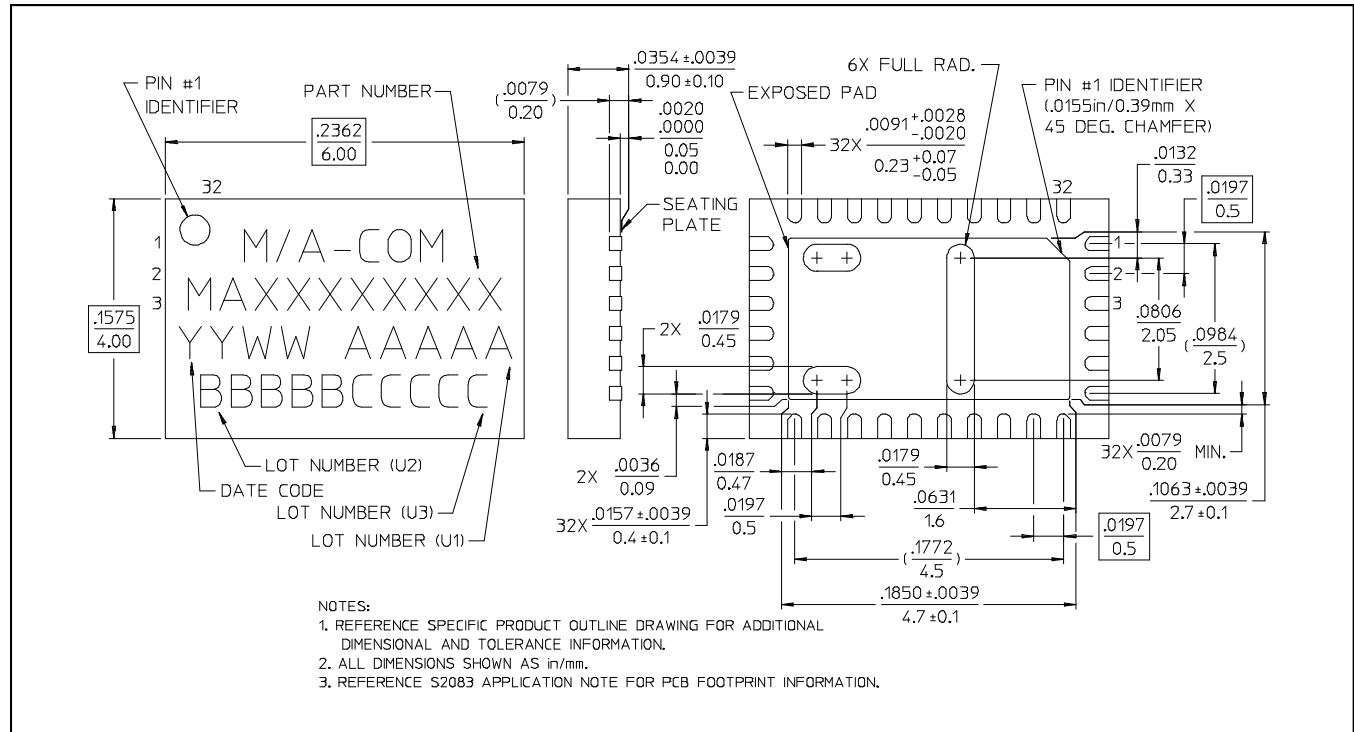 PIN #1
IDENTIFIER
PART NUMBER
.2362
6.00
32
1
2
3
.1575
4.00
M/A-COM
MAXXXXXXXXX
YYWW AAAAA
BBBBBCCCCC
LOT NUMBER (U2)
DATE CODE
LOT NUMBER (U3)
LOT NUMBER (U1)
.0354 ±.0039
0.90 ±0.10
(.0079
0.20)
.0020
.0000
0.05
0.00
SEATING
PLATE
EXPOSED PAD
6X FULL RAD.
32X .0091 +.0028
-.0020
0.23 +0.07
-0.05
PIN #1 IDENTIFIER
(.0155in/0.39mm X
45 DEG. CHAMFER)
.0132
0.33
.0197
0.5
32
1
2
3
2X .0179
0.45
.0806
2.05
(.0984
2.5)
2X .0036
0.09
.0187
0.47
.0179
0.45
32X .0079
0.20 MIN.
32X .0157 ±.0039
0.4 ±0.1
.0197
0.5
.0631
1.6
.1063 ±.0039
2.7 ±0.1
.0197
0.5
(.1772
4.5)
.1850 ±.0039
4.7 ±0.1
NOTES:
1. REFERENCE SPECIFIC PRODUCT OUTLINE DRAWING FOR ADDITIONAL
DIMENSIONAL AND TOLERANCE INFORMATION.
2. ALL DIMENSIONS SHOWN AS in/mm.
3. REFERENCE S2083 APPLICATION NOTE FOR PCB FOOTPRINT INFORMATION.